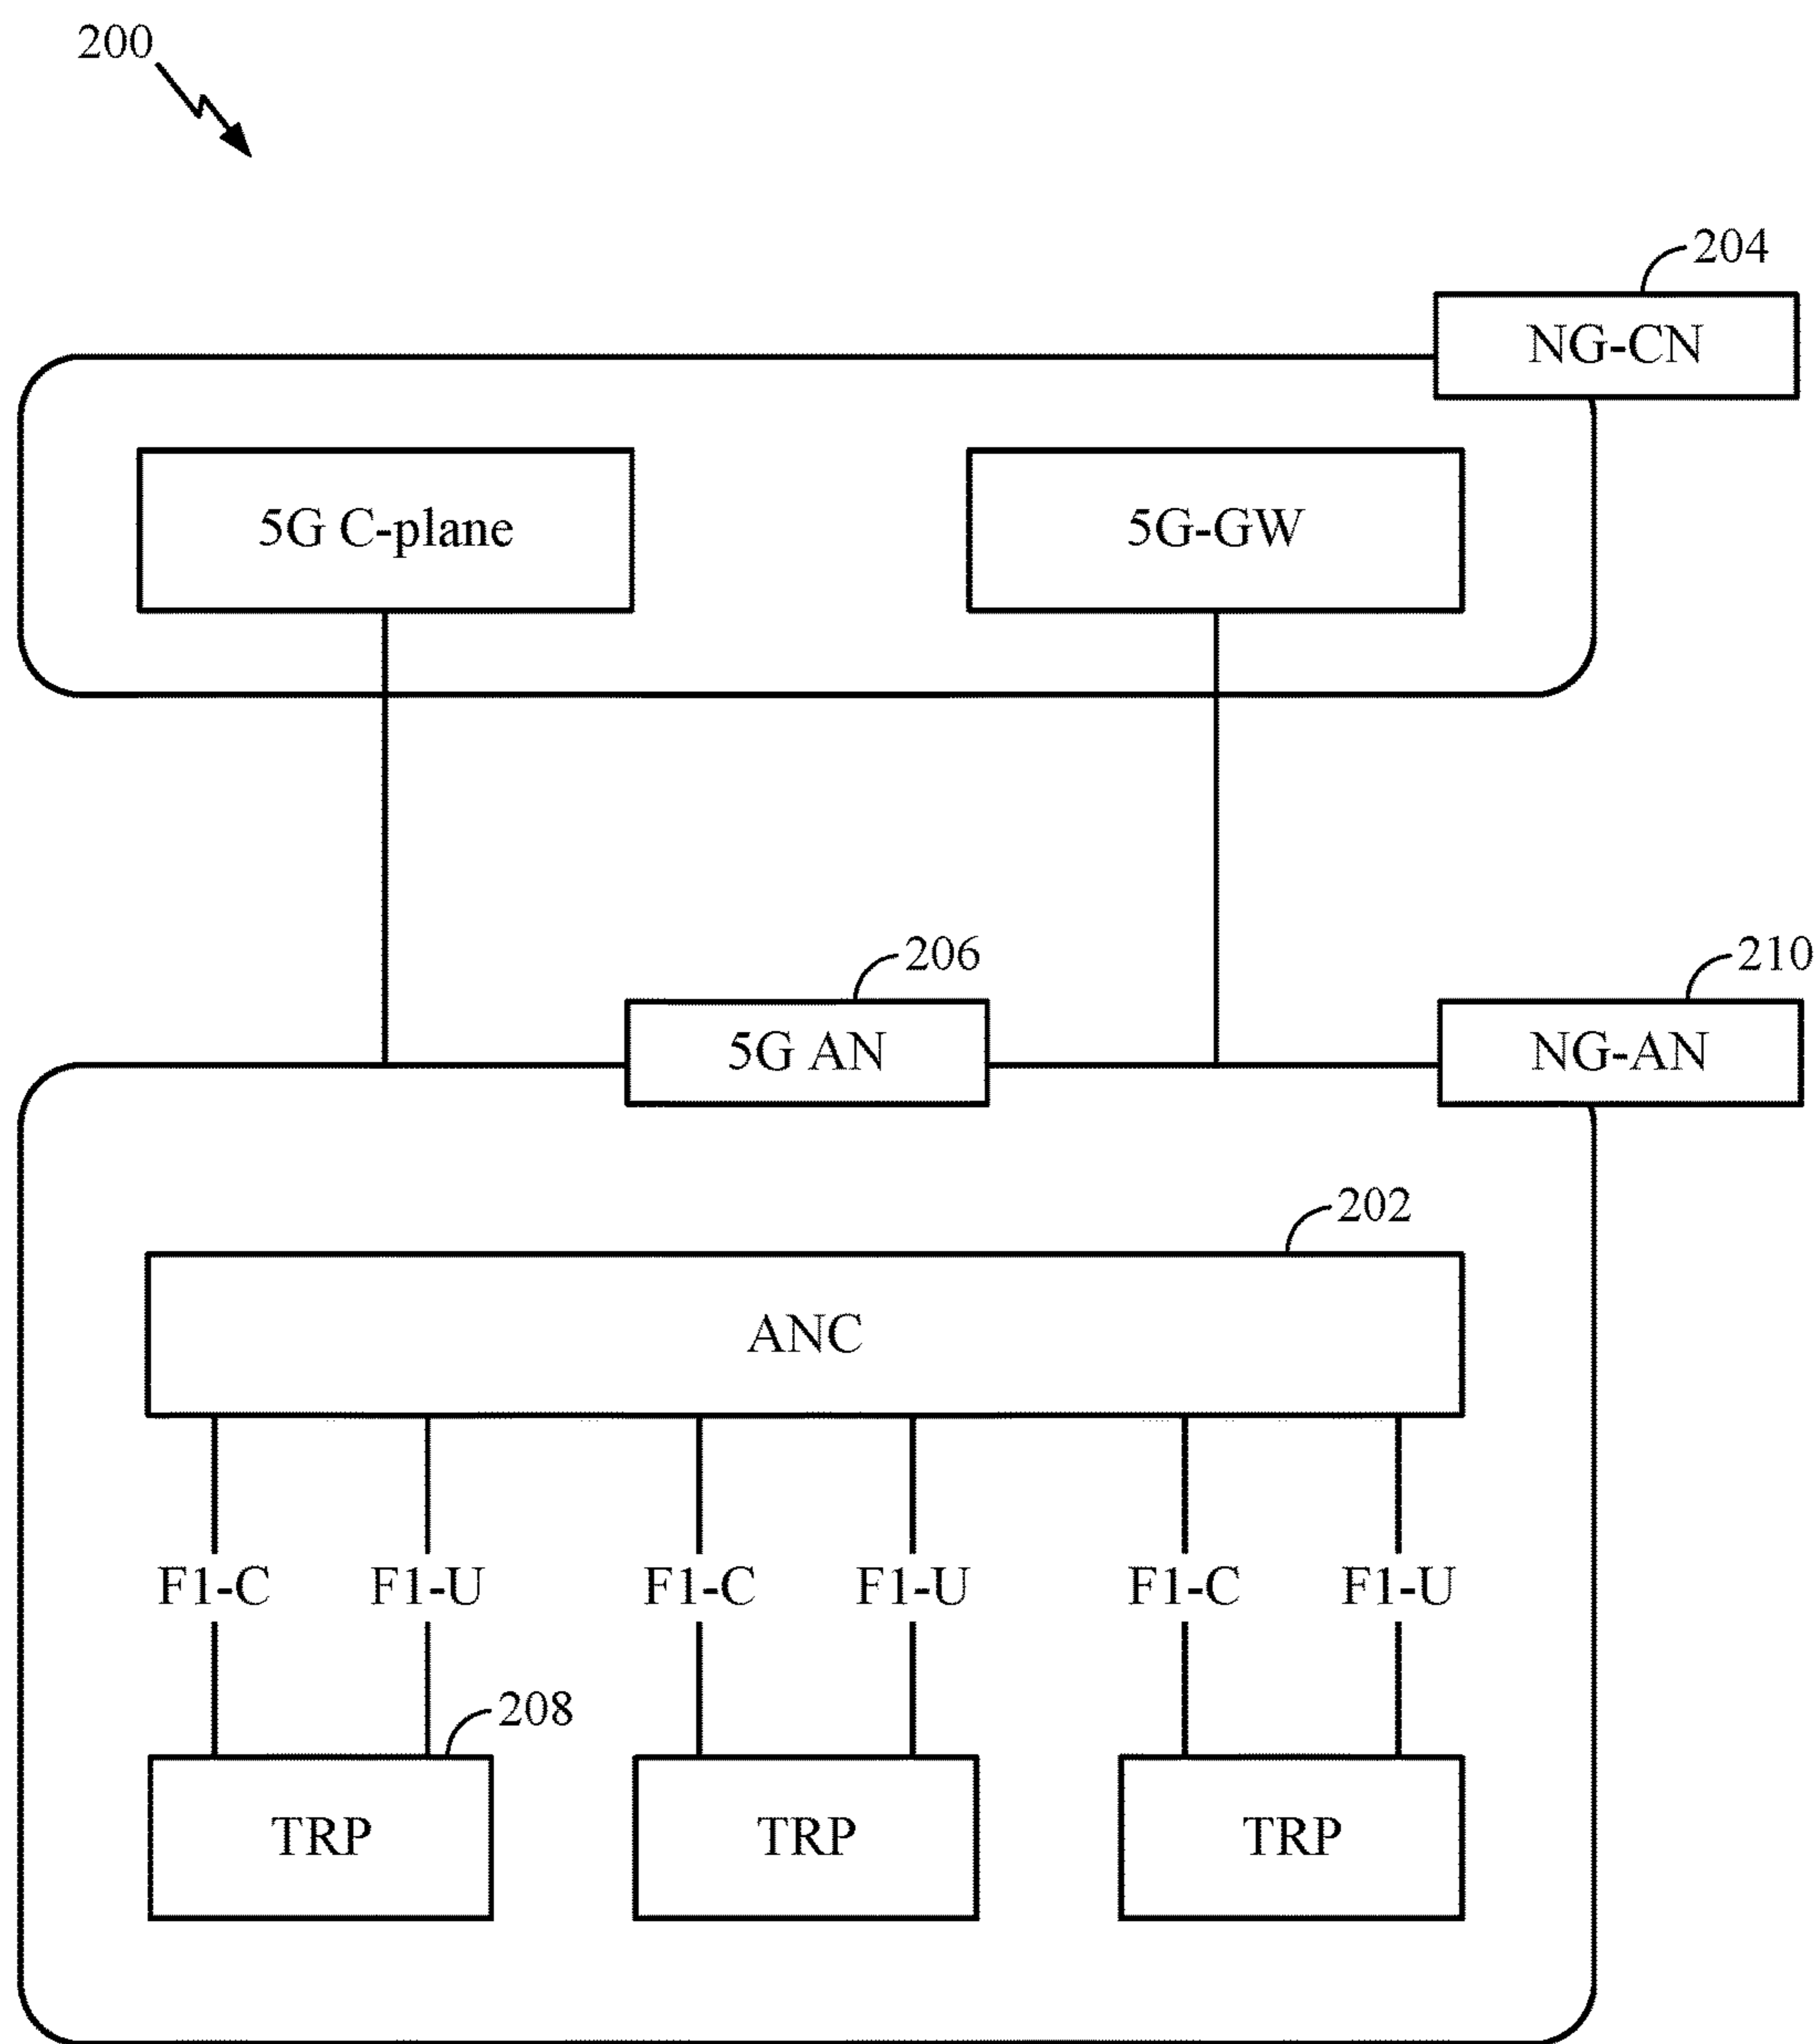 200
204
NG-CN
5G C-plane 5G-GW
206 210
5G AN NG-AN
202
ANC
F1-C F1-U F1-C F1-U F1-C F1-U
208
TRP TRP TRP